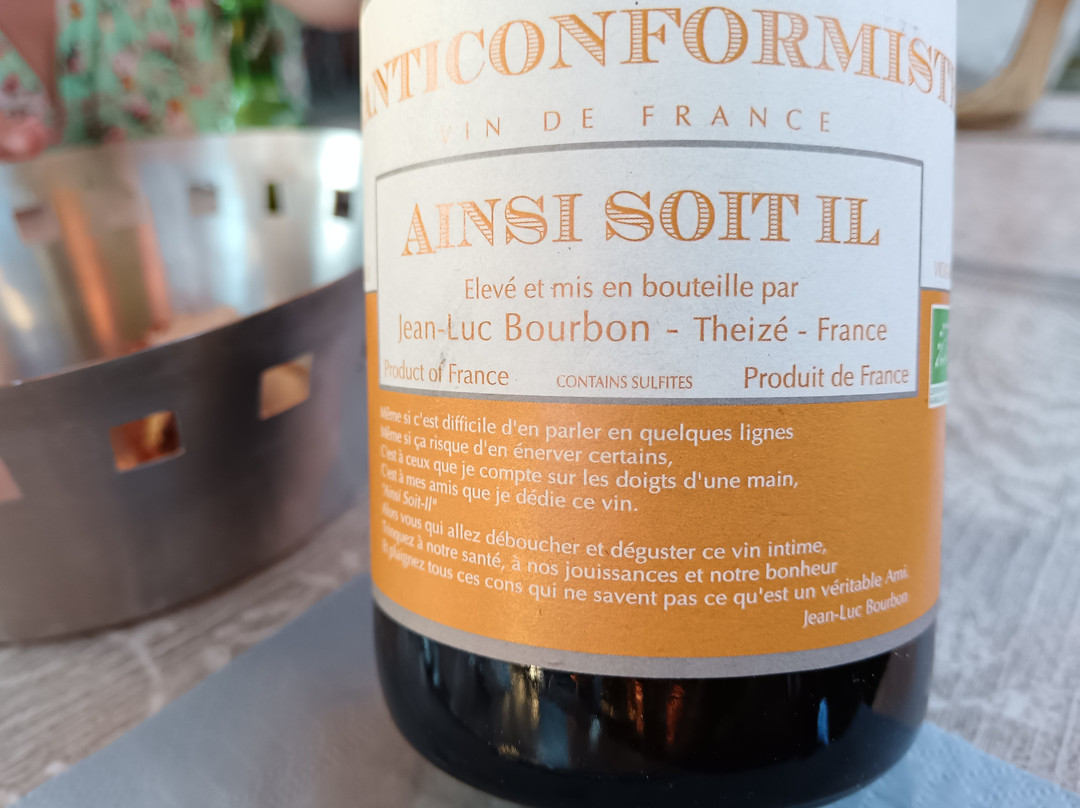 ANTICONFORMISTE
VIN DE FRANCE
AINSI SOIT IL
Elevé et mis en bouteille par
Jean-Luc Bourbon - Theizé - France
Product of France CONTAINS SULFITES Produit de France
Même si c'est difficile d'en parler en quelques lignes
Même si ça risque d'en énerver certains,
C'est à ceux que je compte sur les doigts d'une main,
C'est à mes amis que je dédie ce vin.
"Ainsi Soit-Il"
Alors vous qui allez déboucher et déguster ce vin intime,
Trinquez à notre santé, à nos jouissances et notre bonheur
Et plaignez tous ces cons qui ne savent pas ce qu'est un véritable Ami.
Jean-Luc Bourbon